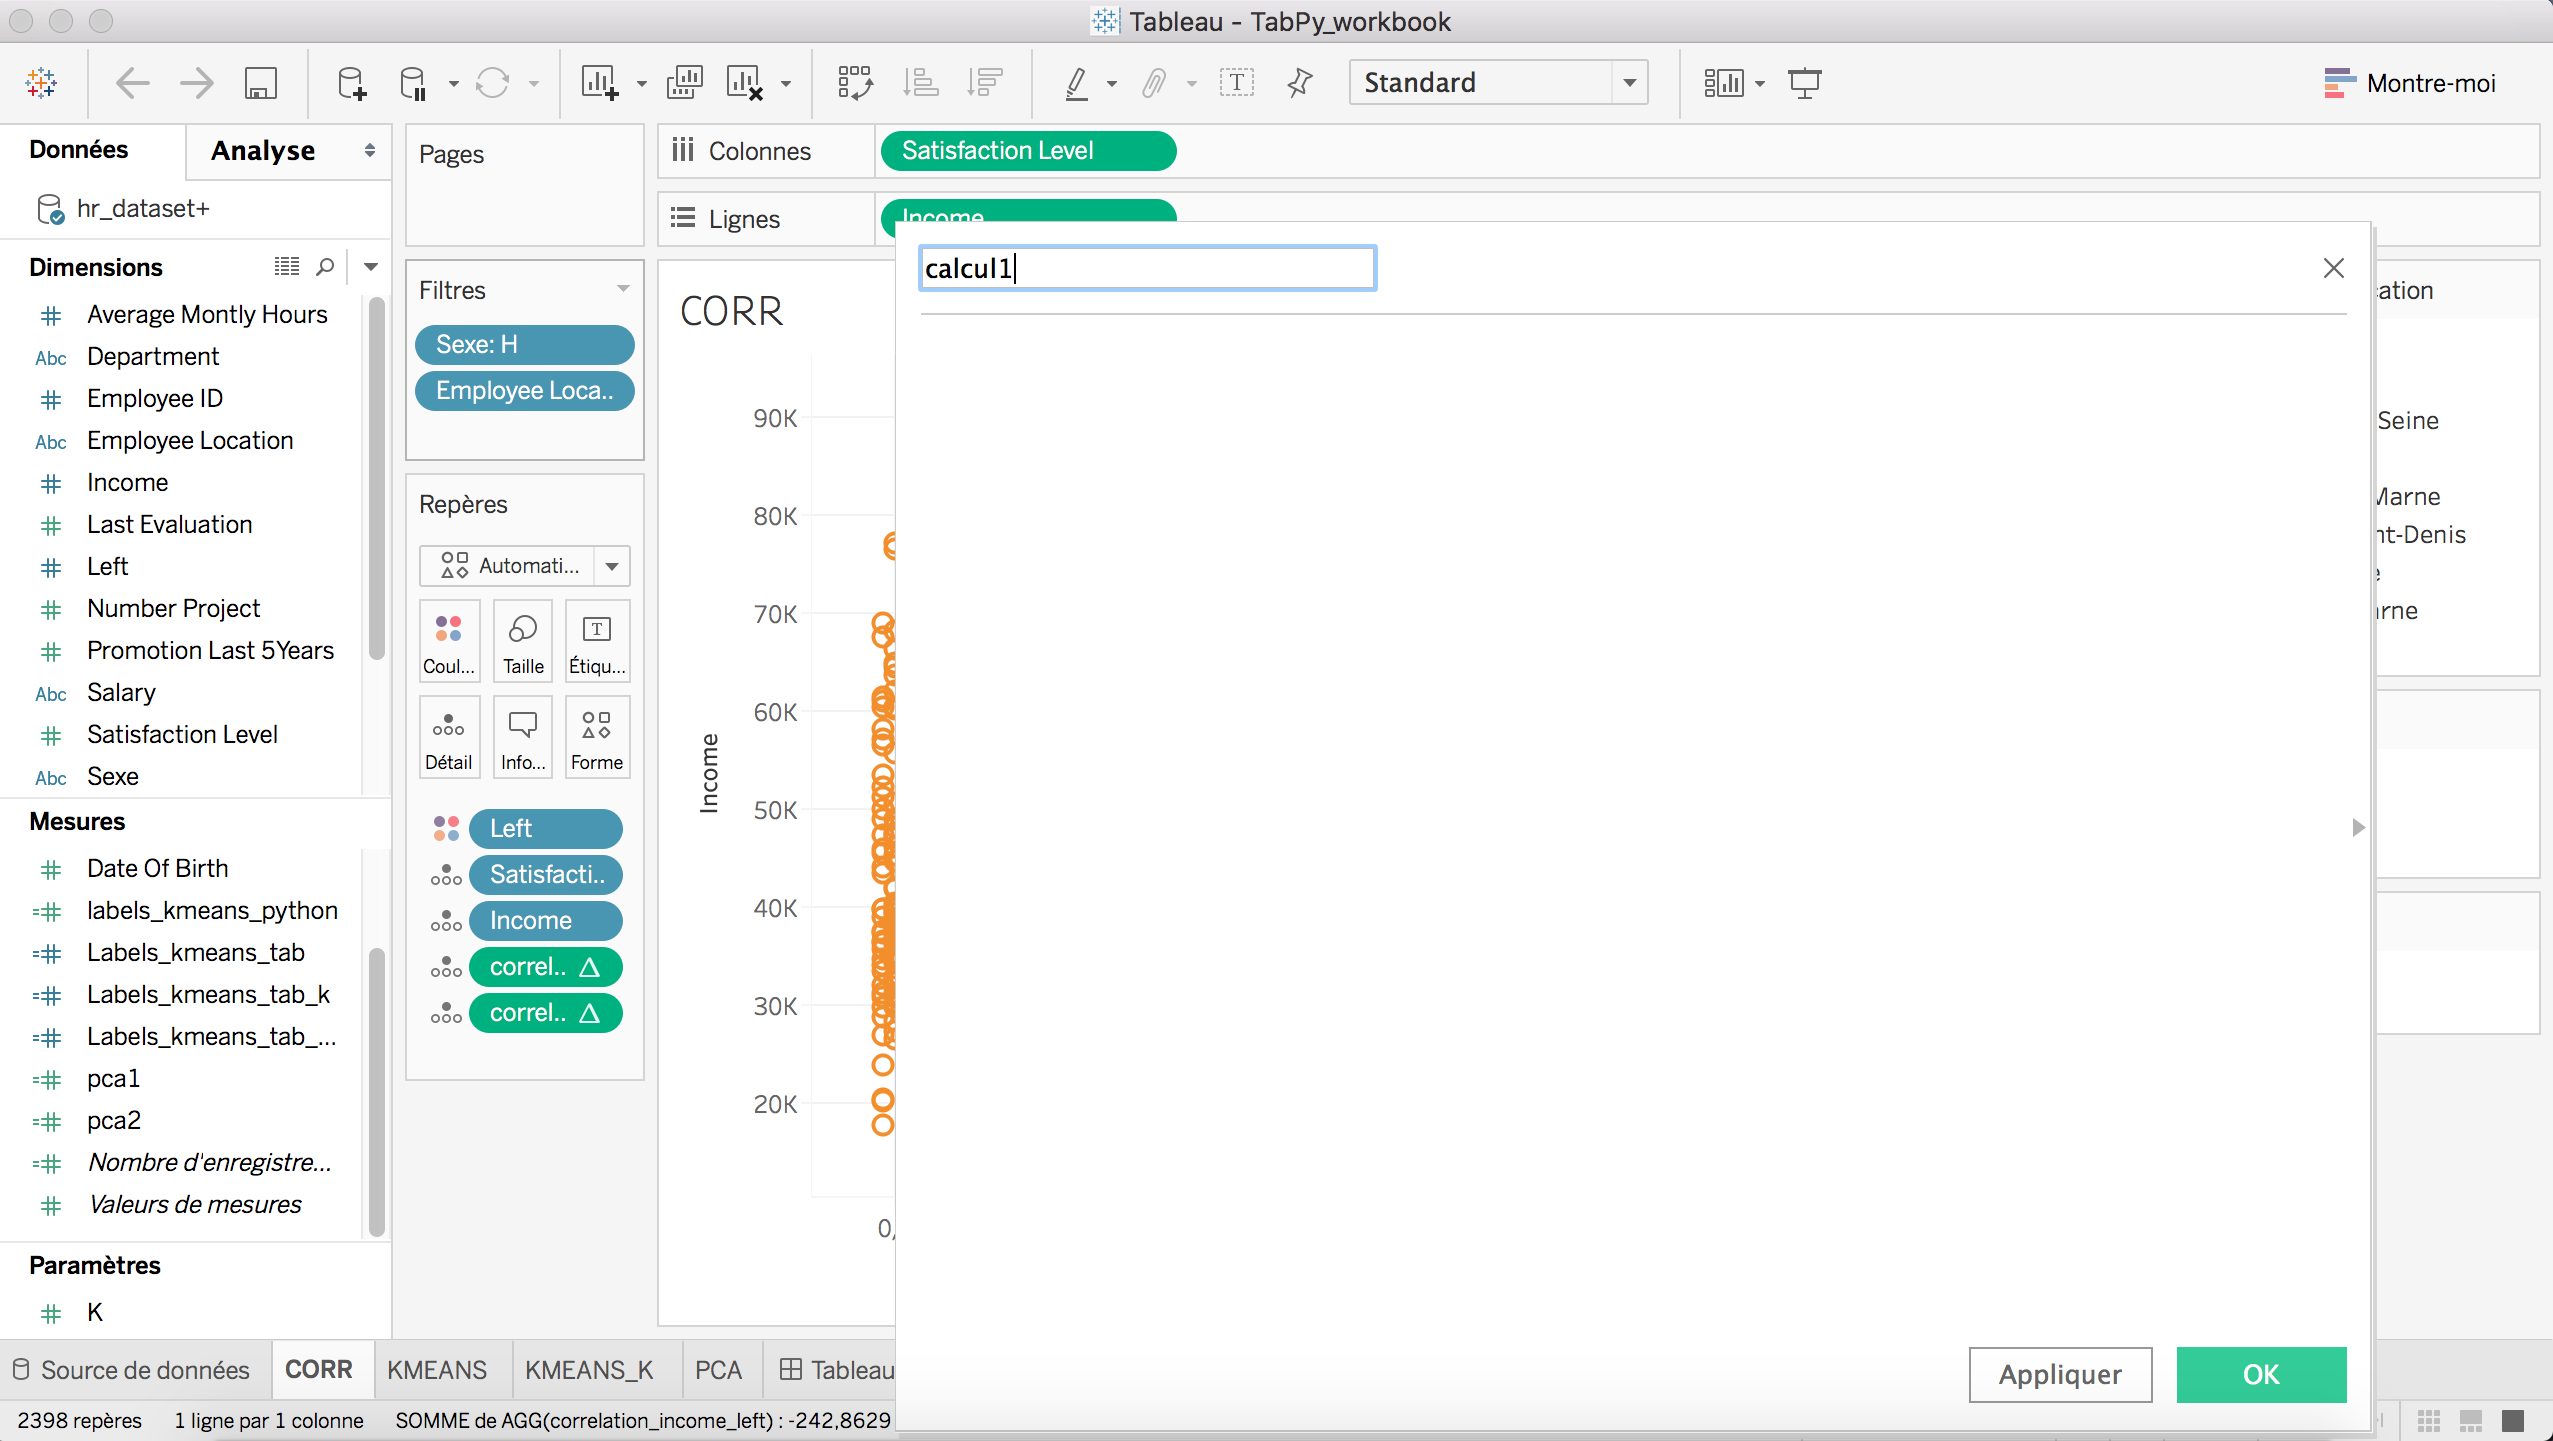 Tableau - TabPy_workbook
Standard
Montre-moi
Données
Analyse
hr_dataset+
Dimensions
Average Montly Hours
Abc Department
Employee ID
Abc Employee Location
Income
Last Evaluation
Left
Number Project
Promotion Last 5Years
Abc Salary
Satisfaction Level
Abc Sexe
Mesures
Date Of Birth
labels_kmeans_python
Labels_kmeans_tab
Labels_kmeans_tab_k
Labels_kmeans_tab_...
pca1
pca2
Nombre d'enregistre...
Valeurs de mesures
Paramètres
K
Pages
Filtres
Sexe: H
Employee Loca..
Repères
Automati...
Coul... Taille Étiqu...
Détail Info... Forme
Left
Satisfacti..
Income
correl..
correl..
Colonnes Satisfaction Level
Lignes Income
CORR
90K
80K
70K
60K
50K
40K
30K
20K
Income
0,
calcul1
Appliquer
OK
ation
Seine
Marne
nt-Denis
rne
Source de données CORR KMEANS KMEANS_K PCA Tableau
2398 repères 1 ligne par 1 colonne SOMME de AGG(correlation_income_left) : -242,8629